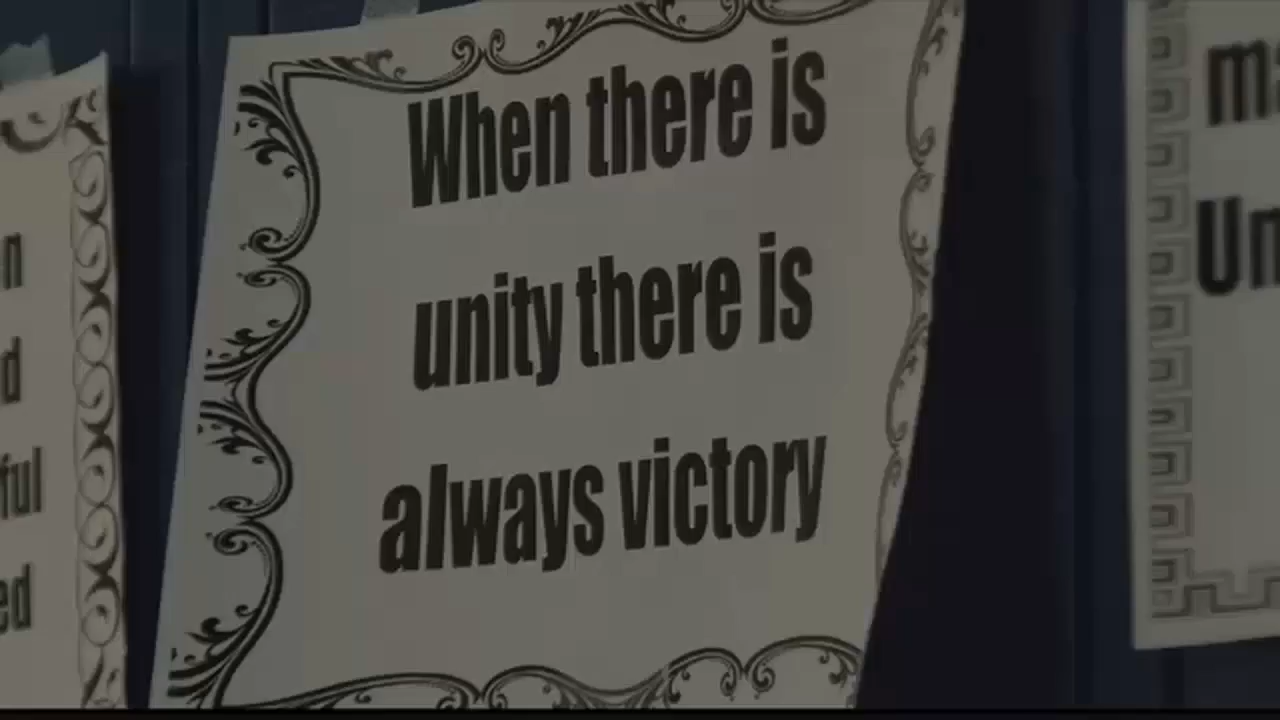 When there is
unity there is
always victory